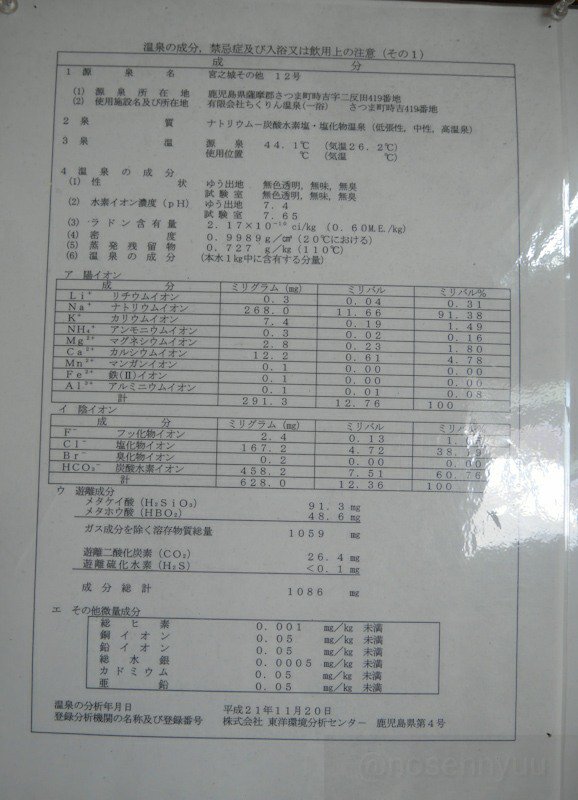 温泉の成分，禁忌症及び入浴又は飲用上の注意（その１）
成 分
１ 源 泉 名 宮之城その他 １２号
(1) 源 泉 所 在 地 鹿児島県薩摩郡さつま町時吉字二反田419番地
(2) 使用施設名及び所在地 有限会社ちくりん温泉(一浴) さつま町時吉419番地
２ 泉 質 ナトリウム－炭酸水素塩・塩化物温泉（低張性，中性，高温泉）
３ 泉 温 源 泉 ４４．１℃（気温２６．２℃）
使用位置 ℃（気温 ℃）
４ 温 泉 の 成 分
(1) 性 状 ゆう出地 無色透明，無味，無臭
試 験 室 無色透明，無味，無臭
(2) 水素イオン濃度（ｐＨ） ゆう出地 ７．４
試 験 室 ７．６５
(3) ラ ド ン 含 有 量 ２．１７×１０⁻¹⁰ ci/kg （０．６０M.E./kg）
(4) 密 度 ０．９９８９ｇ／㎤（２０℃における）
(5) 蒸 発 残 留 物 ０．７２７ ｇ／kg（１１０℃）
(6) 温 泉 の 成 分 （本水１kg中に含有する分量）
ア 陽イオン
成 分 ミリグラム（mg） ミリバル ミリバル%
Ｌｉ⁺ リチウムイオン ０．３ ０．０４ ０．３１
Ｎａ⁺ ナトリウムイオン ２６８．０ １１．６６ ９１．３８
Ｋ⁺ カリウムイオン ７．４ ０．１９ １．４９
ＮＨ₄⁺ アンモニウムイオン ０．３ ０．０２ ０．１６
Ｍｇ²⁺ マグネシウムイオン ２．８ ０．２３ １．８０
Ｃａ²⁺ カルシウムイオン １２．２ ０．６１ ４．７８
Ｍｎ²⁺ マンガンイオン ０．１ ０．００ ０．００
Ｆｅ²⁺ 鉄(Ⅱ)イオン ０．１ ０．００ ０．００
Ａｌ³⁺ アルミニウムイオン ０．１ ０．０１ ０．０８
計 ２９１．３ １２．７６ １００
イ 陰イオン
成 分 ミリグラム（mg） ミリバル ミリバル%
Ｆ⁻ フッ化物イオン ２．４ ０．１３
Ｃｌ⁻ 塩化物イオン １６７．２ ４．７２ ３８．１９
Ｂｒ⁻ 臭化物イオン ０．２ ０．００ ０．００
ＨＣＯ₃⁻ 炭酸水素イオン ４５８．２ ７．５１ ６０．７６
計 ６２８．０ １２．３６ １００
ウ 遊離成分
メタケイ酸（Ｈ₂ＳｉＯ₃） ９１．３ mg
メタホウ酸（ＨＢＯ₂） ４８．６ mg
ガス成分を除く溶存物質総量 １０５９ mg
遊離二酸化炭素（ＣＯ₂） ２６．４ mg
遊離硫化水素（Ｈ₂Ｓ） <０．１ mg
成 分 総 計 １０８６ mg
エ その他微量成分
総 ヒ 素 ０．００１ mg／kg 未満
銅 イ オ ン ０．０５ mg／kg 未満
鉛 イ オ ン ０．０５ mg／kg 未満
総 水 銀 ０．０００５ mg／kg 未満
カ ド ミ ウ ム ０．０５ mg／kg 未満
亜 鉛 ０．０５ mg／kg 未満
温泉の分析年月日 平成２１年１１月２０日
登録分析機関の名称及び登録番号 株式会社 東洋環境分析センター 鹿児島県第４号
@nosennyuu